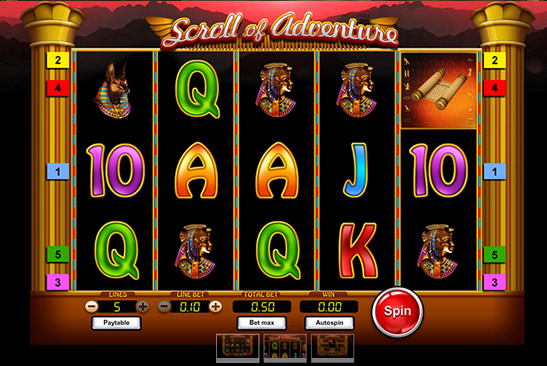 Scroll of Adventure
2 Q 2
4 4
1 10 A A J 10 1
5 Q Q K 5
3 3
LINES LINE BET TOTAL BET WIN
− 5 + − 0.10 + 0.50 0.00
Spin
Paytable Bet max Autospin